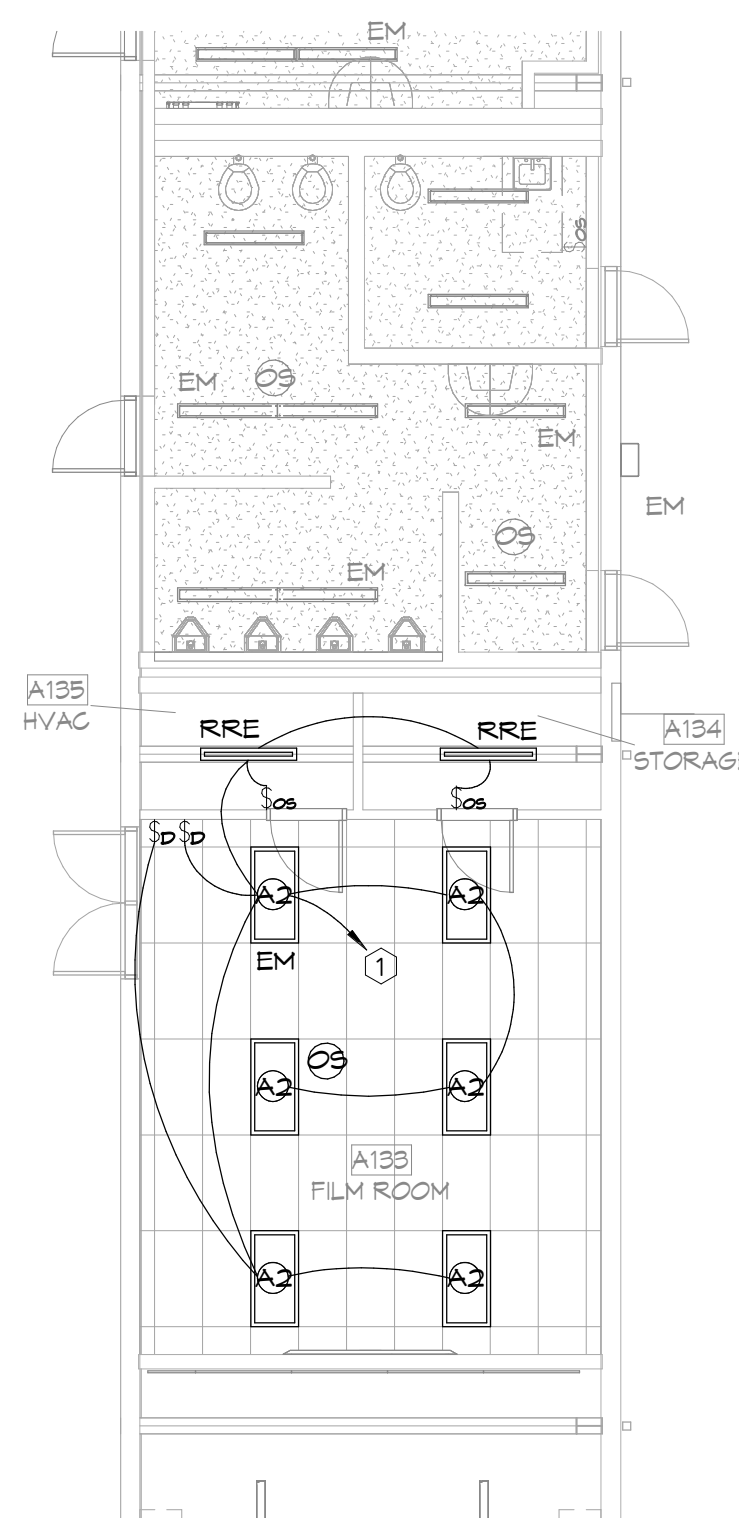 EM
$OS
EM
OS
EM
EM
OS
EM
A135
HVAC
RRE
RRE
A134
STORAG
$OS
$OS
$D
$D
A2
A2
EM
1
OS
A2
A2
A133
FILM ROOM
A2
A2